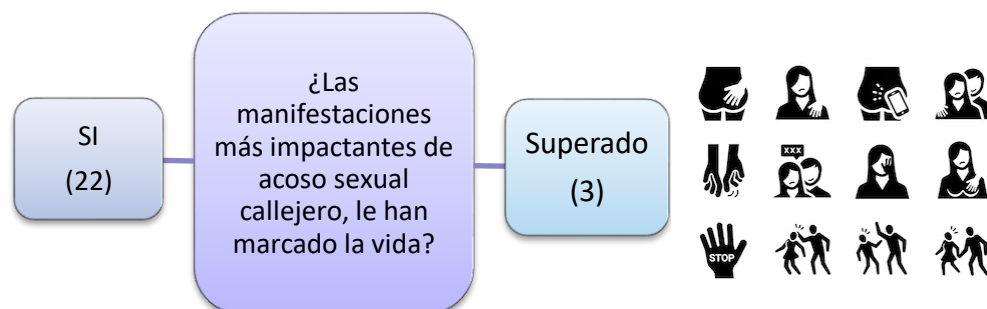 SI
(22)
¿Las
manifestaciones
más impactantes de
acoso sexual
callejero, le han
marcado la vida?
Superado
(3)
XXX
STOP